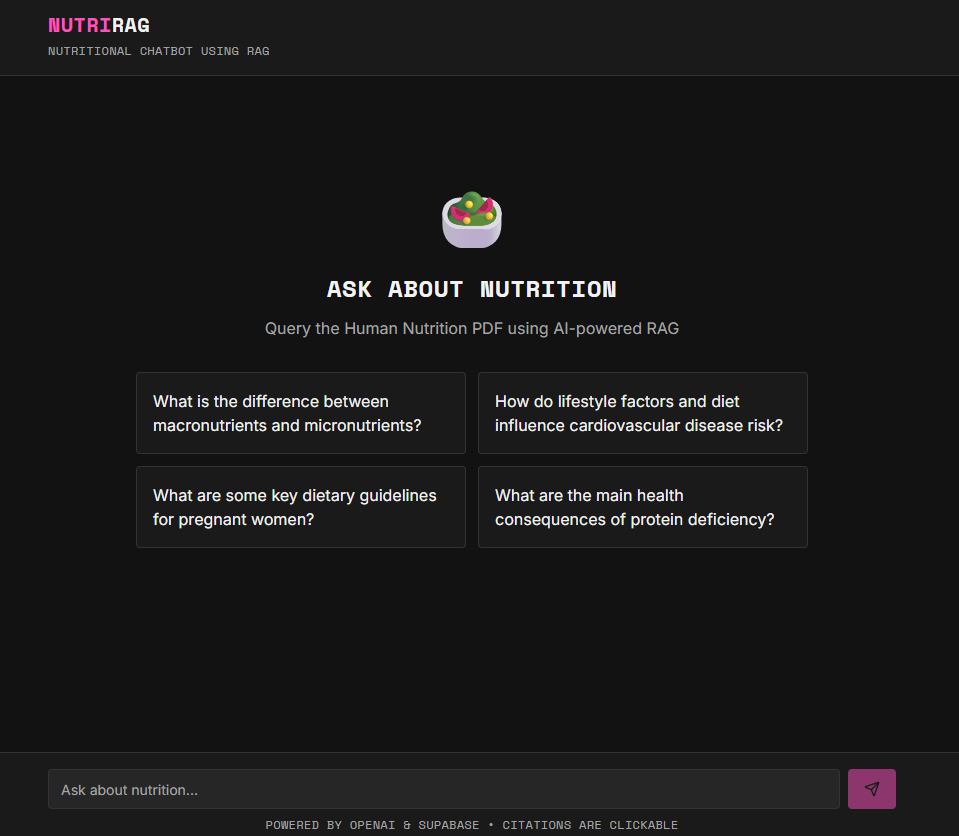 NUTRIRAG
NUTRITIONAL CHATBOT USING RAG
ASK ABOUT NUTRITION
Query the Human Nutrition PDF using AI-powered RAG
What is the difference between
macronutrients and micronutrients?
How do lifestyle factors and diet
influence cardiovascular disease risk?
What are some key dietary guidelines
for pregnant women?
What are the main health
consequences of protein deficiency?
Ask about nutrition...
POWERED BY OPENAI & SUPABASE • CITATIONS ARE CLICKABLE